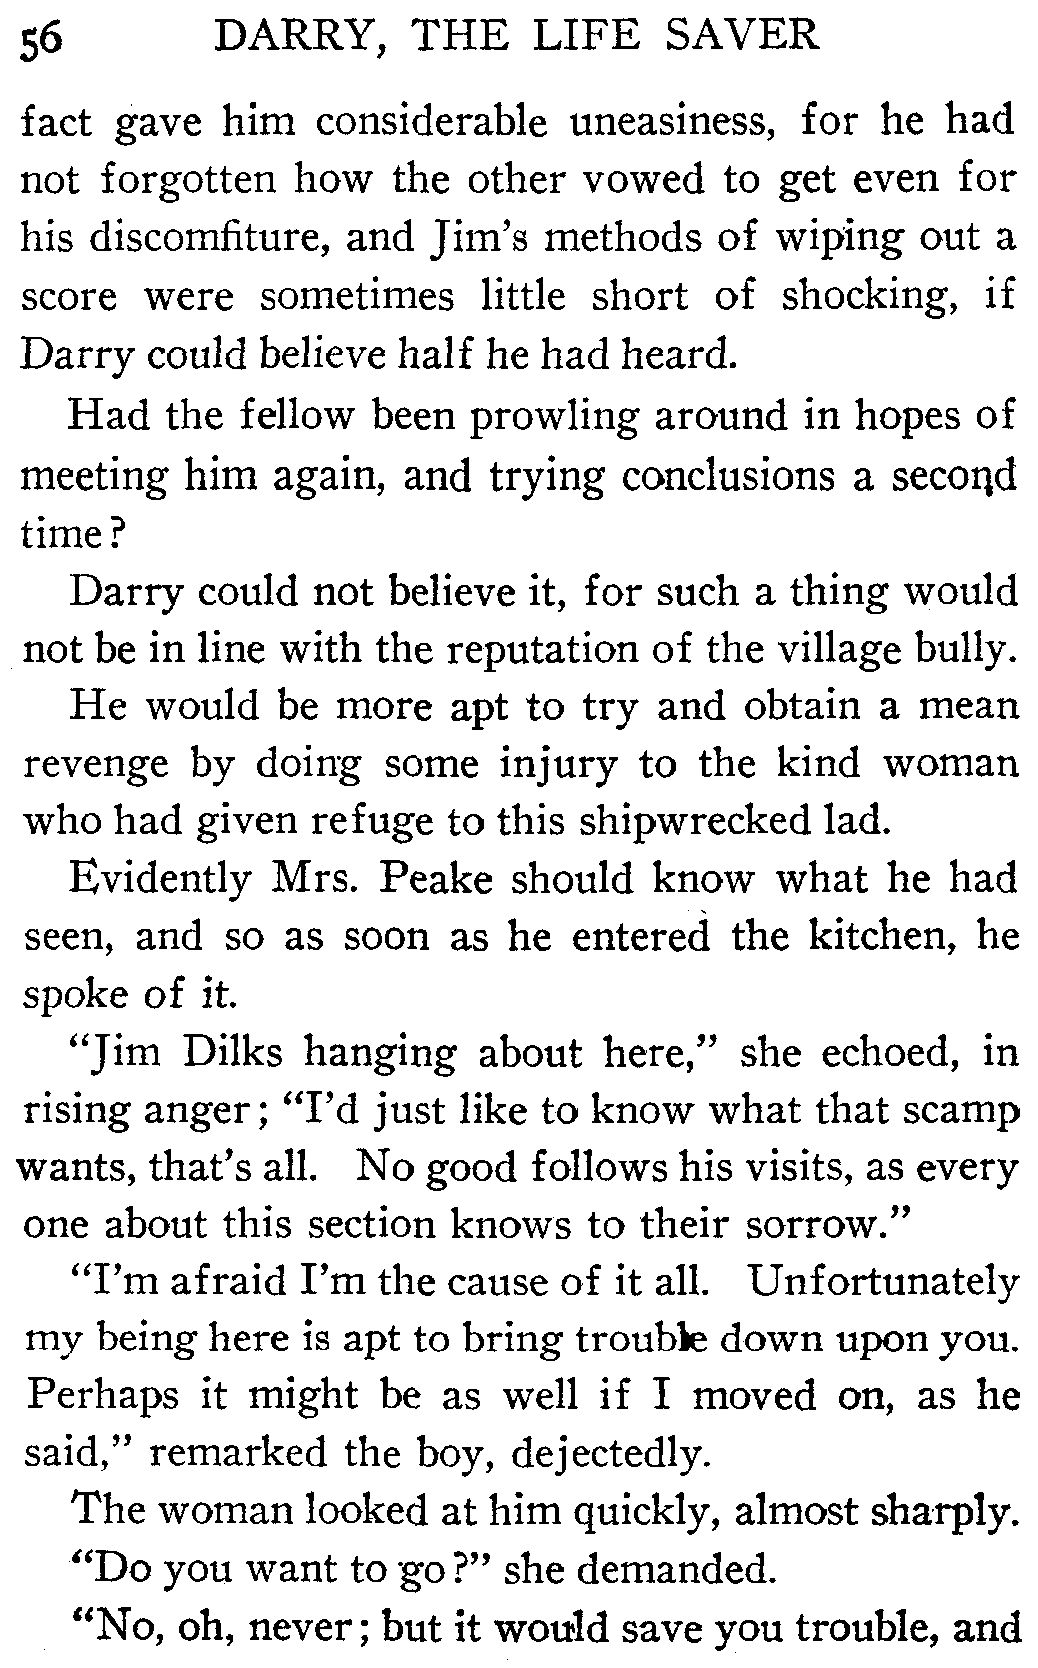 56 DARRY, THE LIFE SAVER
fact gave him considerable uneasiness, for he had
not forgotten how the other vowed to get even for
his discomfiture, and Jim's methods of wiping out a
score were sometimes little short of shocking, if
Darry could believe half he had heard.
Had the fellow been prowling around in hopes of
meeting him again, and trying conclusions a second
time?
Darry could not believe it, for such a thing would
not be in line with the reputation of the village bully.
He would be more apt to try and obtain a mean
revenge by doing some injury to the kind woman
who had given refuge to this shipwrecked lad.
Evidently Mrs. Peake should know what he had
seen, and so as soon as he entered the kitchen, he
spoke of it.
"Jim Dilks hanging about here," she echoed, in
rising anger; "I'd just like to know what that scamp
wants, that's all. No good follows his visits, as every
one about this section knows to their sorrow."
"I'm afraid I'm the cause of it all. Unfortunately
my being here is apt to bring trouble down upon you.
Perhaps it might be as well if I moved on, as he
said," remarked the boy, dejectedly.
The woman looked at him quickly, almost sharply.
"Do you want to go?" she demanded.
"No, oh, never; but it would save you trouble, and